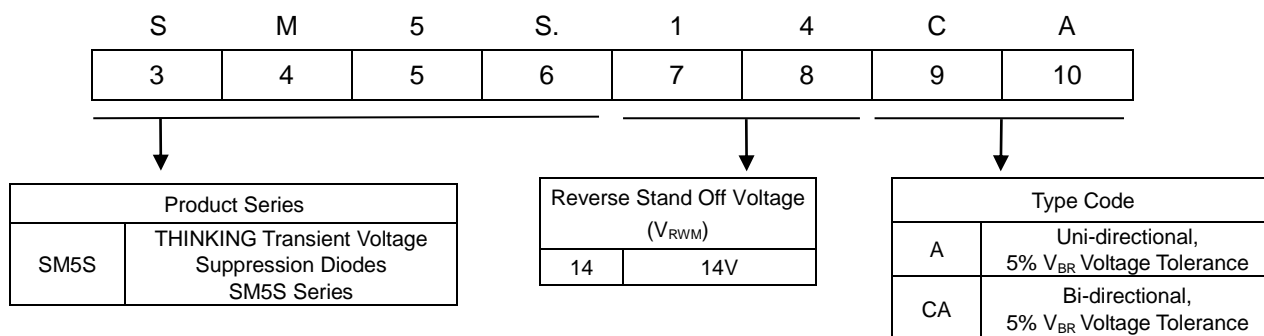 S M 5 S. 1 4 C A
3 4 5 6 7 8 9 10
Product Series
SM5S
THINKING Transient Voltage
Suppression Diodes
SM5S Series
Reverse Stand Off Voltage
(VRWM)
14 14V
Type Code
A
Uni-directional,
5% VBR Voltage Tolerance
CA
Bi-directional,
5% VBR Voltage Tolerance